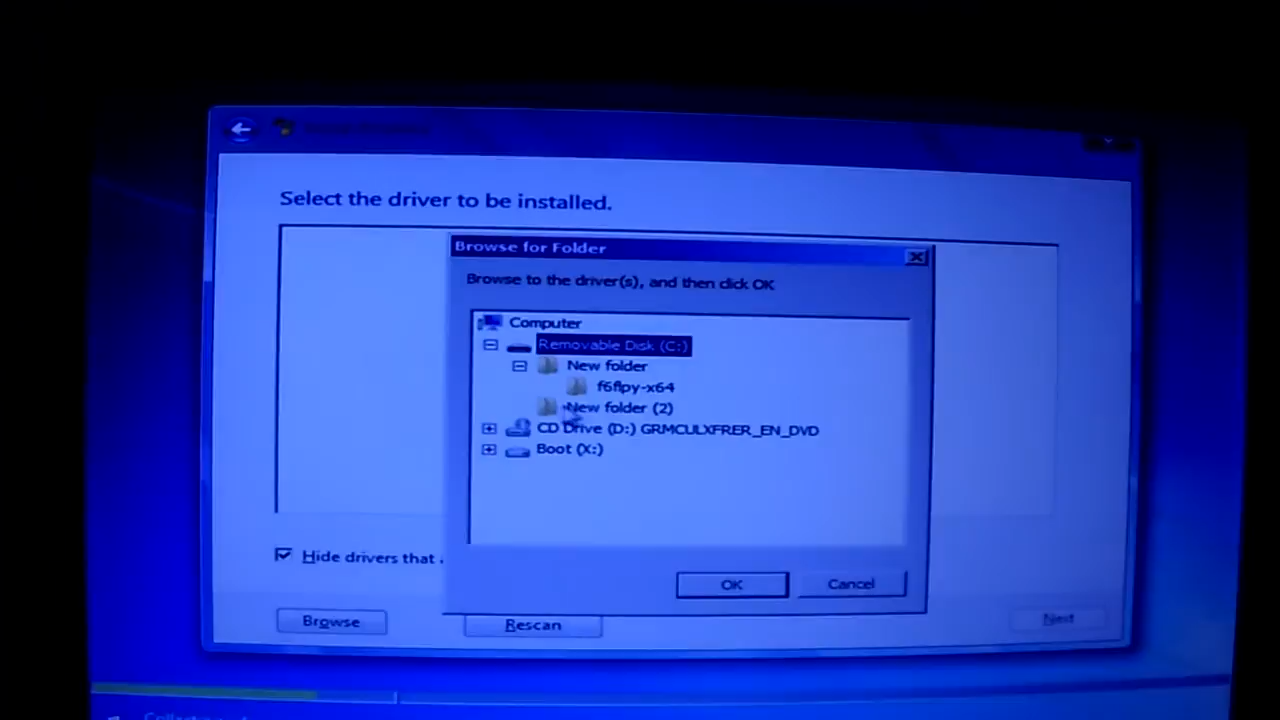 Select the driver to be installed.
Browse for Folder
Browse to the driver(s), and then click OK
Computer
Removable Disk (C:)
New folder
f6flpy-x64
New folder (2)
CD Drive (D:) GRMCULXFRER_EN_DVD
Boot (X:)
Hide drivers that
OK
Cancel
Browse
Rescan
Next